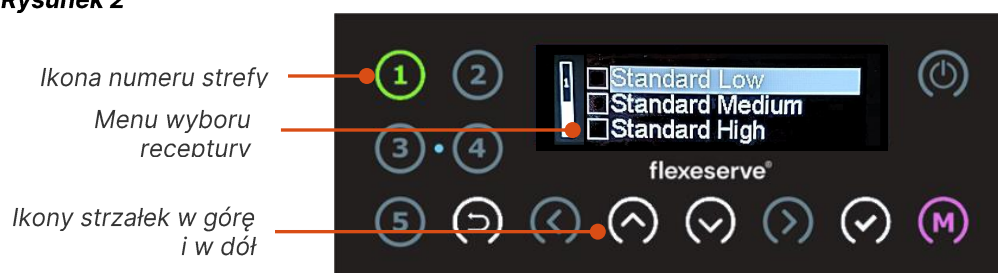 Rysunek 2
Ikona numeru strefy
Menu wyboru
receptury
Ikony strzałek w górę
i w dół
1
2
3
4
5
1
Standard Low
Standard Medium
Standard High
flexeserve®
M